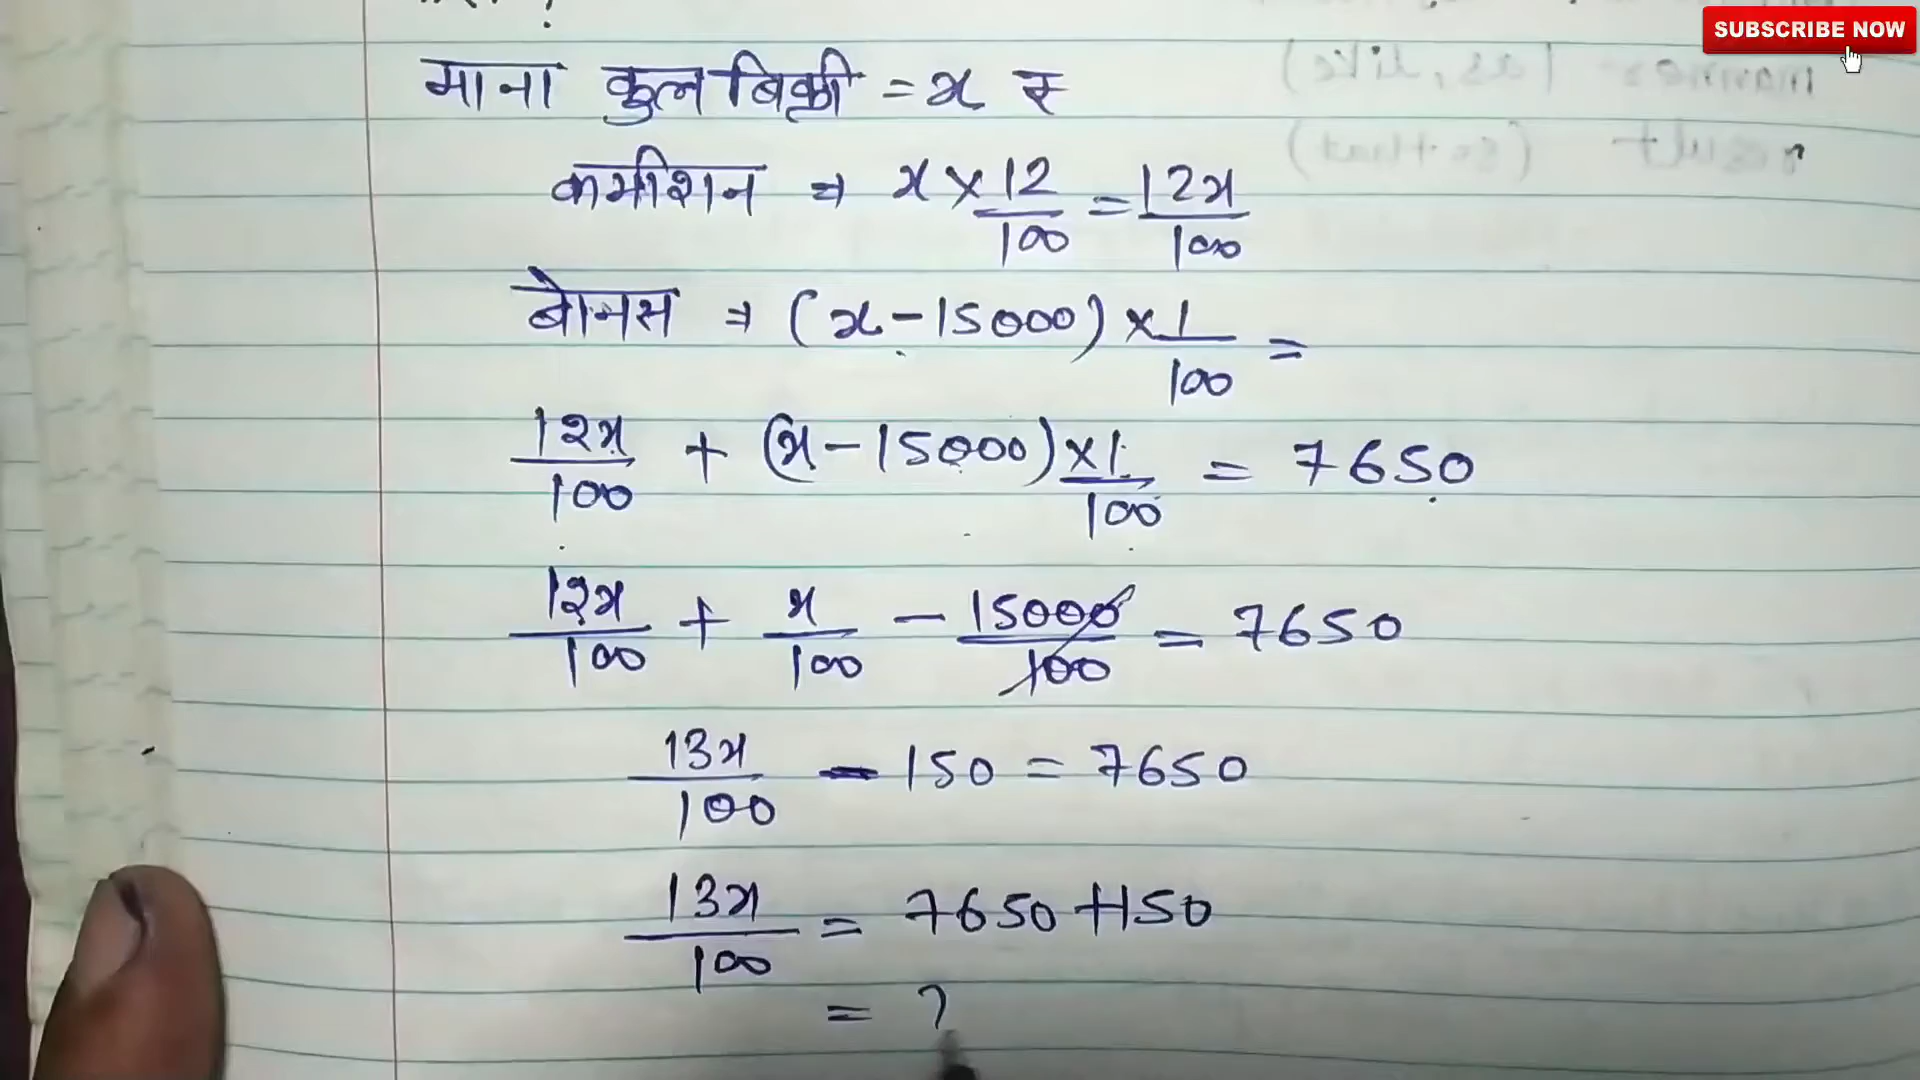 SUBSCRIBE NOW
माना कुल बिक्री = x रु
कमीशन ⇒ x × 12/100 = 12x/100
बोनस ⇒ (x - 15000) × 1/100 =
12x/100 + (x - 15000) × 1/100 = 7650
12x/100 + x/100 - 15000/100 = 7650
13x/100 - 150 = 7650
13x/100 = 7650 + 150
= 7